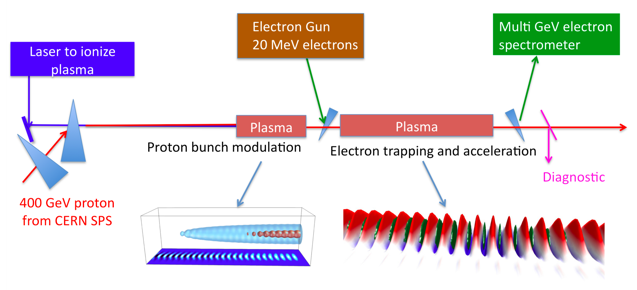 Laser to ionize
plasma
Electron Gun
20 MeV electrons
Multi GeV electron
spectrometer
Plasma
Plasma
Proton bunch modulation
Electron trapping and acceleration
Diagnostic
400 GeV proton
from CERN SPS